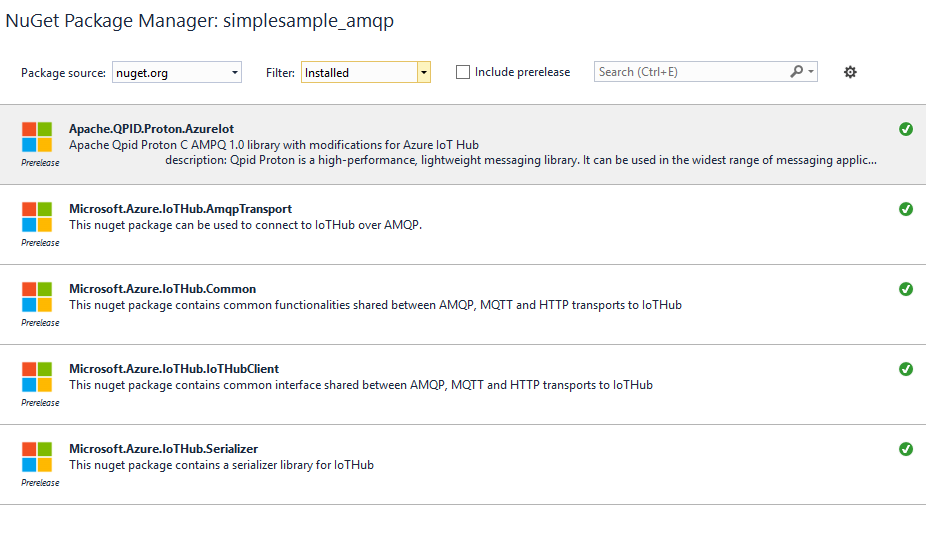 NuGet Package Manager: simplesample_amqp
Package source: nuget.org Filter: Installed Include prerelease Search (Ctrl+E)
Apache.QPID.Proton.AzureIot
Apache Qpid Proton C AMPQ 1.0 library with modifications for Azure IoT Hub
description: Qpid Proton is a high-performance, lightweight messaging library. It can be used in the widest range of messaging applic...
Prerelease
Microsoft.Azure.IoTHub.AmqpTransport
This nuget package can be used to connect to IoTHub over AMQP.
Prerelease
Microsoft.Azure.IoTHub.Common
This nuget package contains common functionalities shared between AMQP, MQTT and HTTP transports to IoTHub
Prerelease
Microsoft.Azure.IoTHub.IoTHubClient
This nuget package contains common interface shared between AMQP, MQTT and HTTP transports to IoTHub
Prerelease
Microsoft.Azure.IoTHub.Serializer
This nuget package contains a serializer library for IoTHub
Prerelease